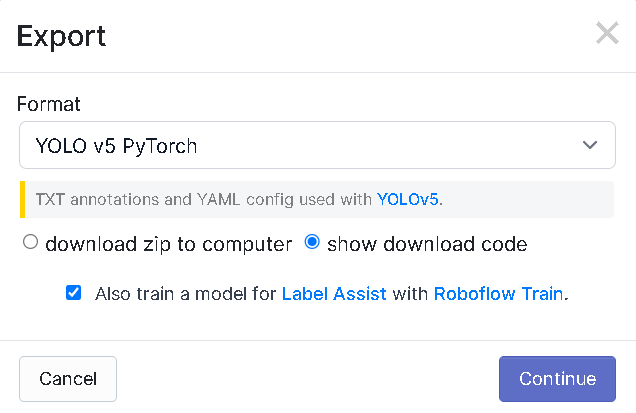 Export
Format
YOLO v5 PyTorch
TXT annotations and YAML config used with YOLOv5.
download zip to computer show download code
Also train a model for Label Assist with Roboflow Train.
Cancel Continue